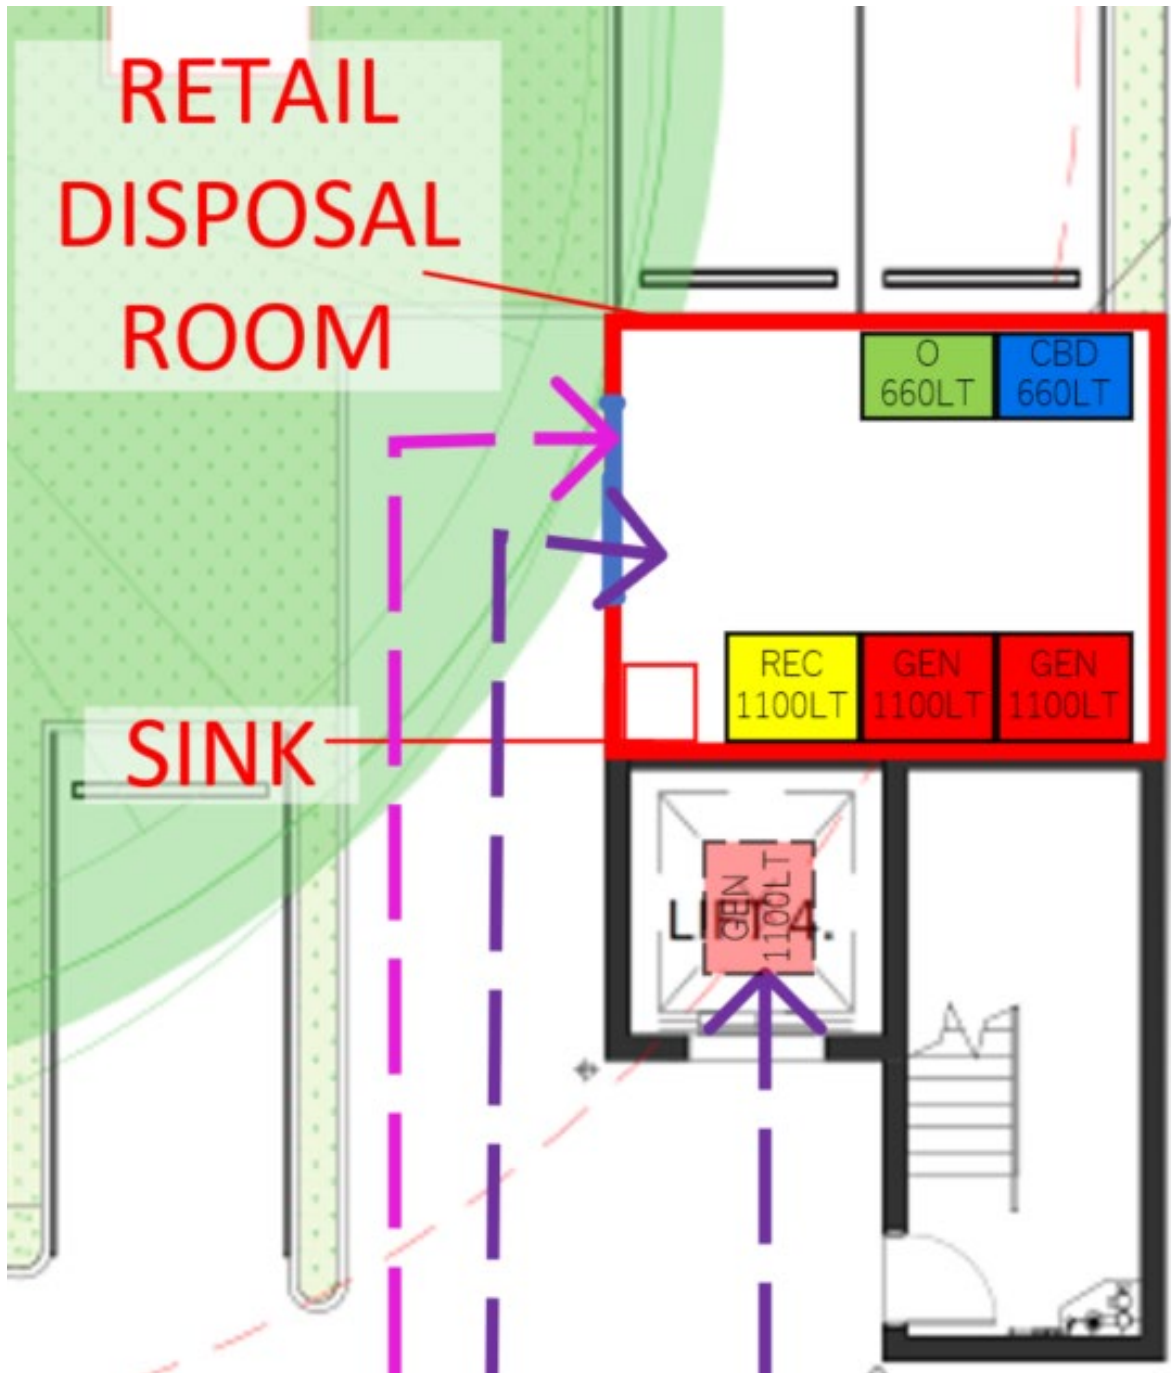 RETAIL
DISPOSAL
ROOM
O
660LT
CBD
660LT
REC
1100LT
GEN
1100LT
GEN
1100LT
SINK
GEN
1100LT
LIFT 4.